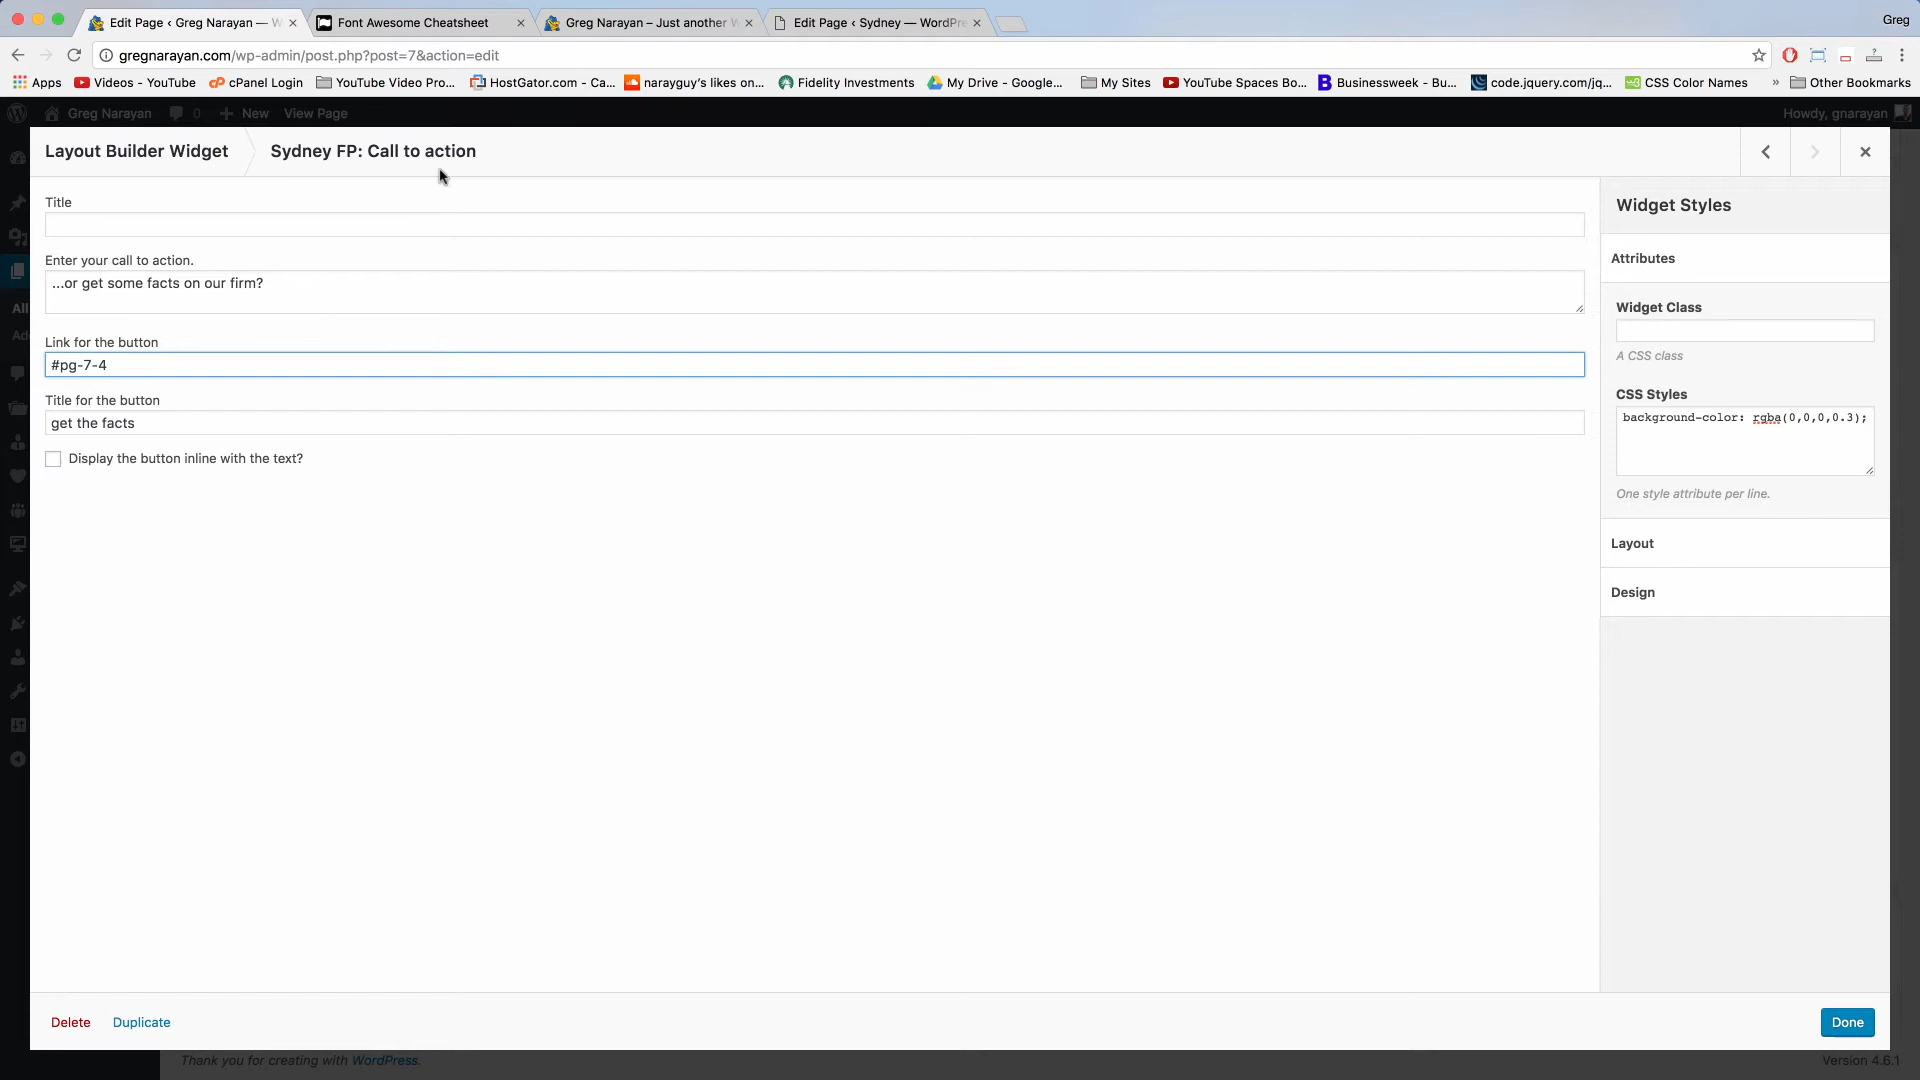 Edit Page ‹ Greg Narayan — W
Font Awesome Cheatsheet
Greg Narayan – Just another W
Edit Page ‹ Sydney — WordPre
Greg
gregnarayan.com/wp-admin/post.php?post=7&action=edit
Apps
Videos - YouTube
cPanel Login
YouTube Video Pro...
HostGator.com - Ca...
narayguy's likes on...
Fidelity Investments
My Drive - Google...
My Sites
YouTube Spaces Bo...
Businessweek - Bu...
code.jquery.com/jq...
CSS Color Names
»
Other Bookmarks
Greg Narayan
0
New
View Page
Howdy, gnarayan
Layout Builder Widget
Sydney FP: Call to action
Title
Enter your call to action.
...or get some facts on our firm?
Link for the button
#pg-7-4
Title for the button
get the facts
Display the button inline with the text?
Widget Styles
Attributes
Widget Class
A CSS class
CSS Styles
background-color: rgba(0,0,0,0.3);
One style attribute per line.
Layout
Design
All
Add
Delete
Duplicate
Done
Thank you for creating with WordPress.
Version 4.6.1